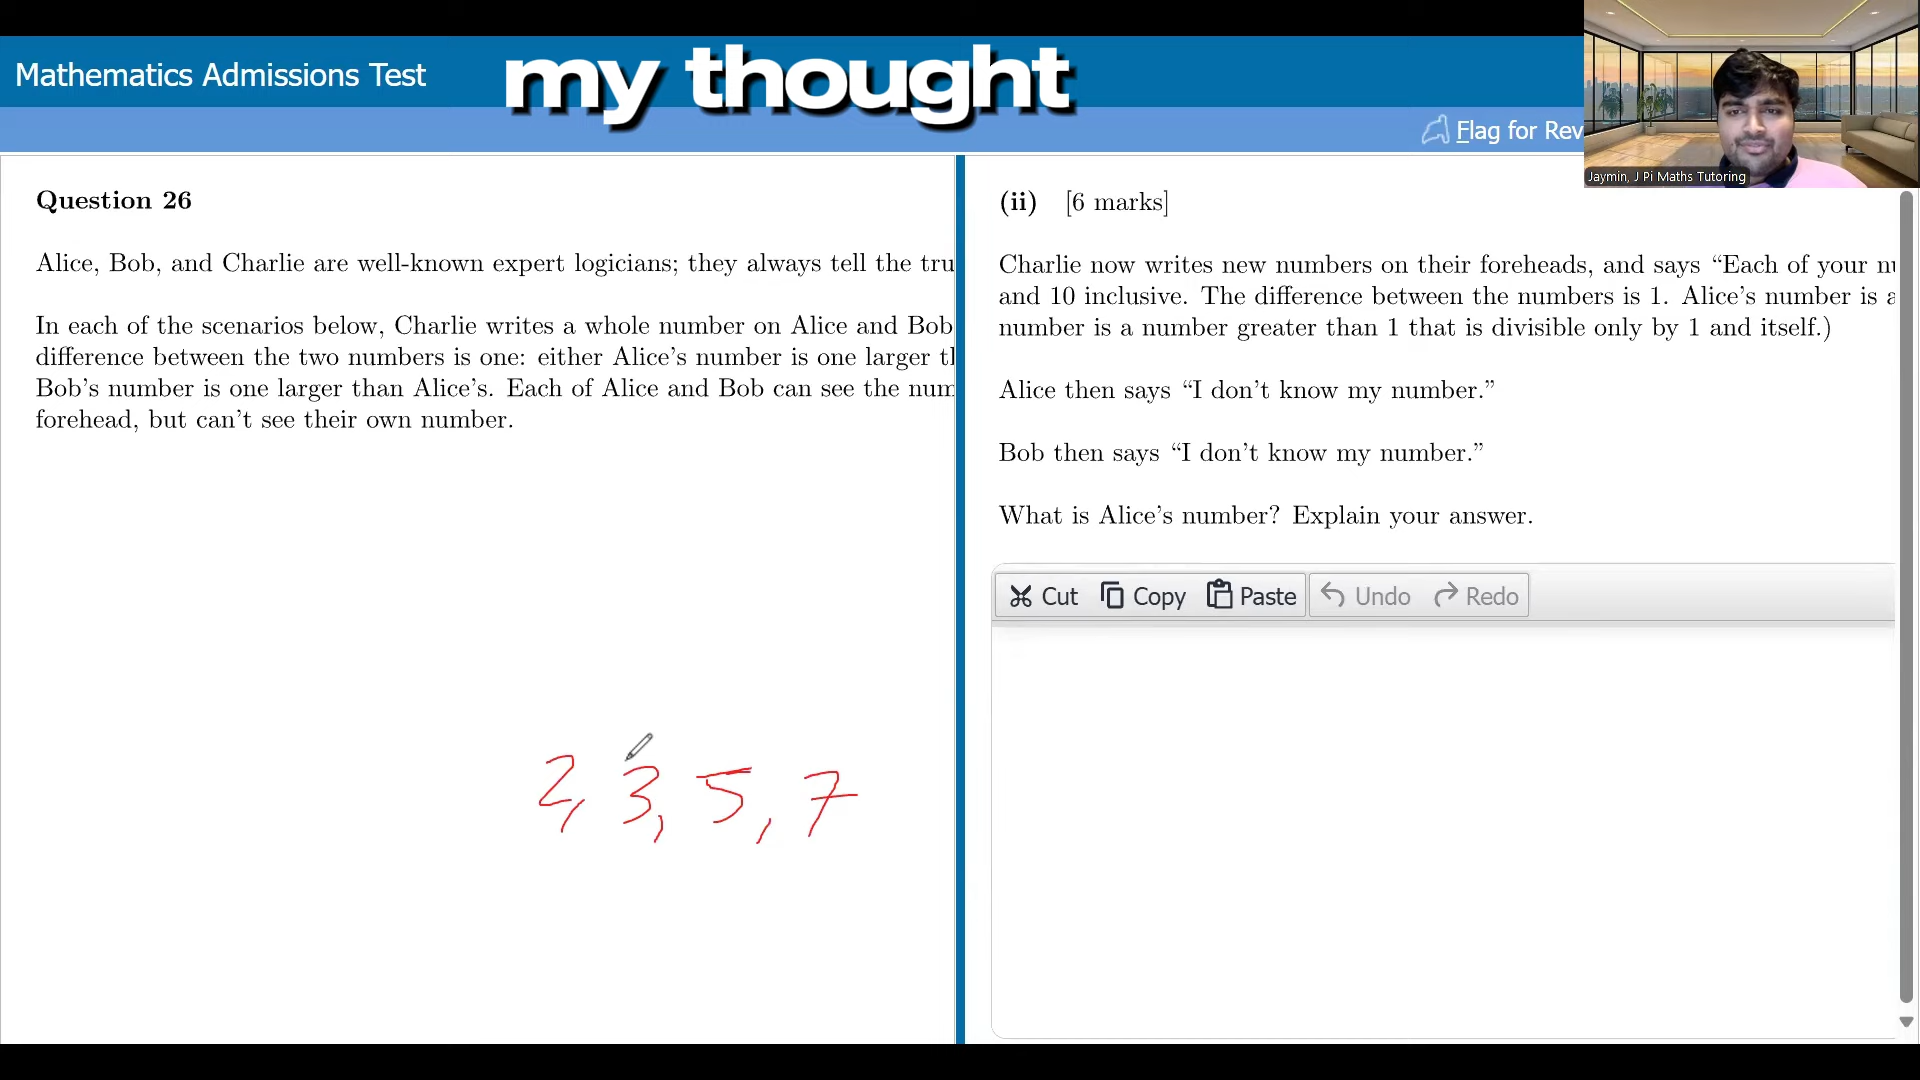 Mathematics Admissions Test
my thought
Flag for Rev
Jaymin, J Pi Maths Tutoring
Question 26
Alice, Bob, and Charlie are well-known expert logicians; they always tell the tru
In each of the scenarios below, Charlie writes a whole number on Alice and Bob
difference between the two numbers is one: either Alice's number is one larger th
Bob's number is one larger than Alice's. Each of Alice and Bob can see the num
forehead, but can't see their own number.
2, 3, 5, 7
(ii) [6 marks]
Charlie now writes new numbers on their foreheads, and says “Each of your nu
and 10 inclusive. The difference between the numbers is 1. Alice's number is a
number is a number greater than 1 that is divisible only by 1 and itself.)
Alice then says “I don't know my number.”
Bob then says “I don't know my number.”
What is Alice's number? Explain your answer.
Cut Copy Paste Undo Redo